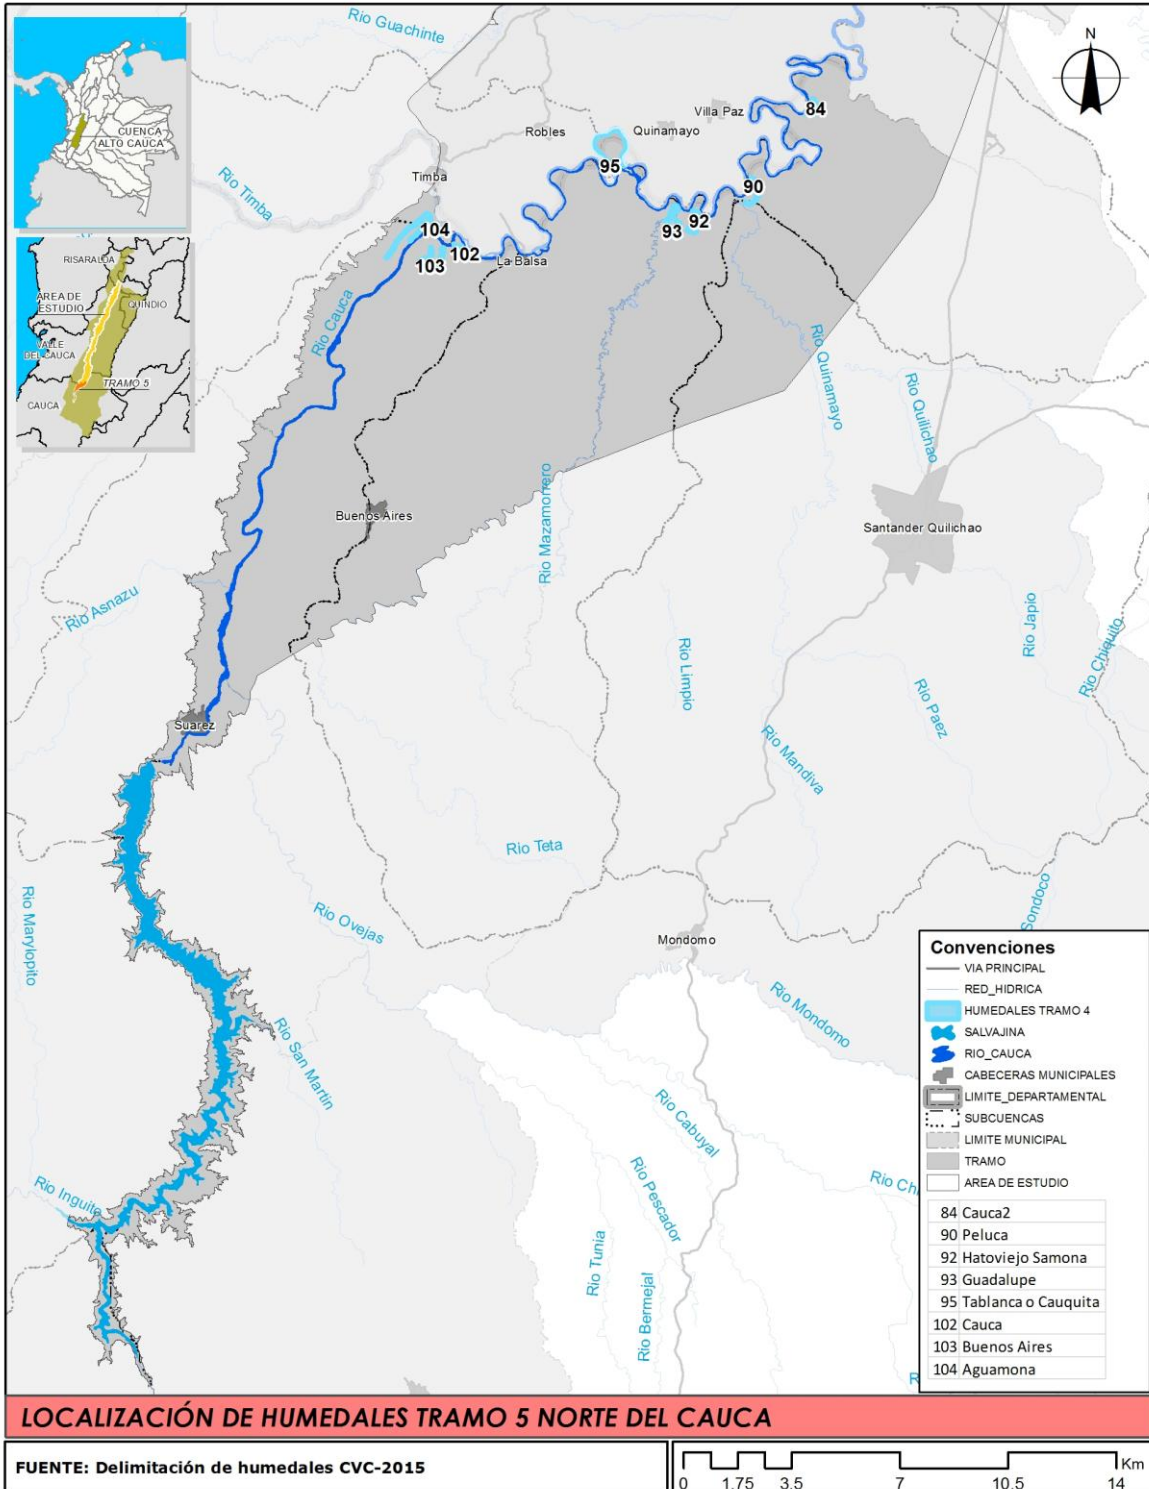 Rio Guachinte
N
CUENCA
ALTO CAUCA
Villa Paz
84
Robles
Quinamayo
95
Timba
Rio Timba
90
104
93
92
102
103
La Balsa
RISARALDA
AREA DE
ESTUDIO
QUINDIO
VALLE
DEL CAUCA
TRAMO 5
CAUCA
Rio Cauca
Rio Quinamayo
Rio Quilichao
Rio Mazamorrero
Buenos Aires
Santander Quilichao
Rio Asnazu
Rio Limpio
Rio Japio
Rio Chiquito
Rio Paez
Suarez
Rio Mandiva
Rio Teta
Rio Marylopito
Rio Ovejas
Sondoco
Mondomo
Rio Mondomo
Rio San Martin
Rio Cabuyal
Rio Inguito
Rio Pescador
Rio Chi
Rio Tunia
Rio Bermejal
R
Convenciones
VIA PRINCIPAL
RED_HIDRICA
HUMEDALES TRAMO 4
SALVAJINA
RIO_CAUCA
CABECERAS MUNICIPALES
LIMITE_DEPARTAMENTAL
SUBCUENCAS
LIMITE MUNICIPAL
TRAMO
AREA DE ESTUDIO
84 Cauca2
90 Peluca
92 Hatoviejo Samona
93 Guadalupe
95 Tablanca o Cauquita
102 Cauca
103 Buenos Aires
104 Aguamona
LOCALIZACIÓN DE HUMEDALES TRAMO 5 NORTE DEL CAUCA
FUENTE: Delimitación de humedales CVC-2015
Km
0 1.75 3.5 7 10.5 14